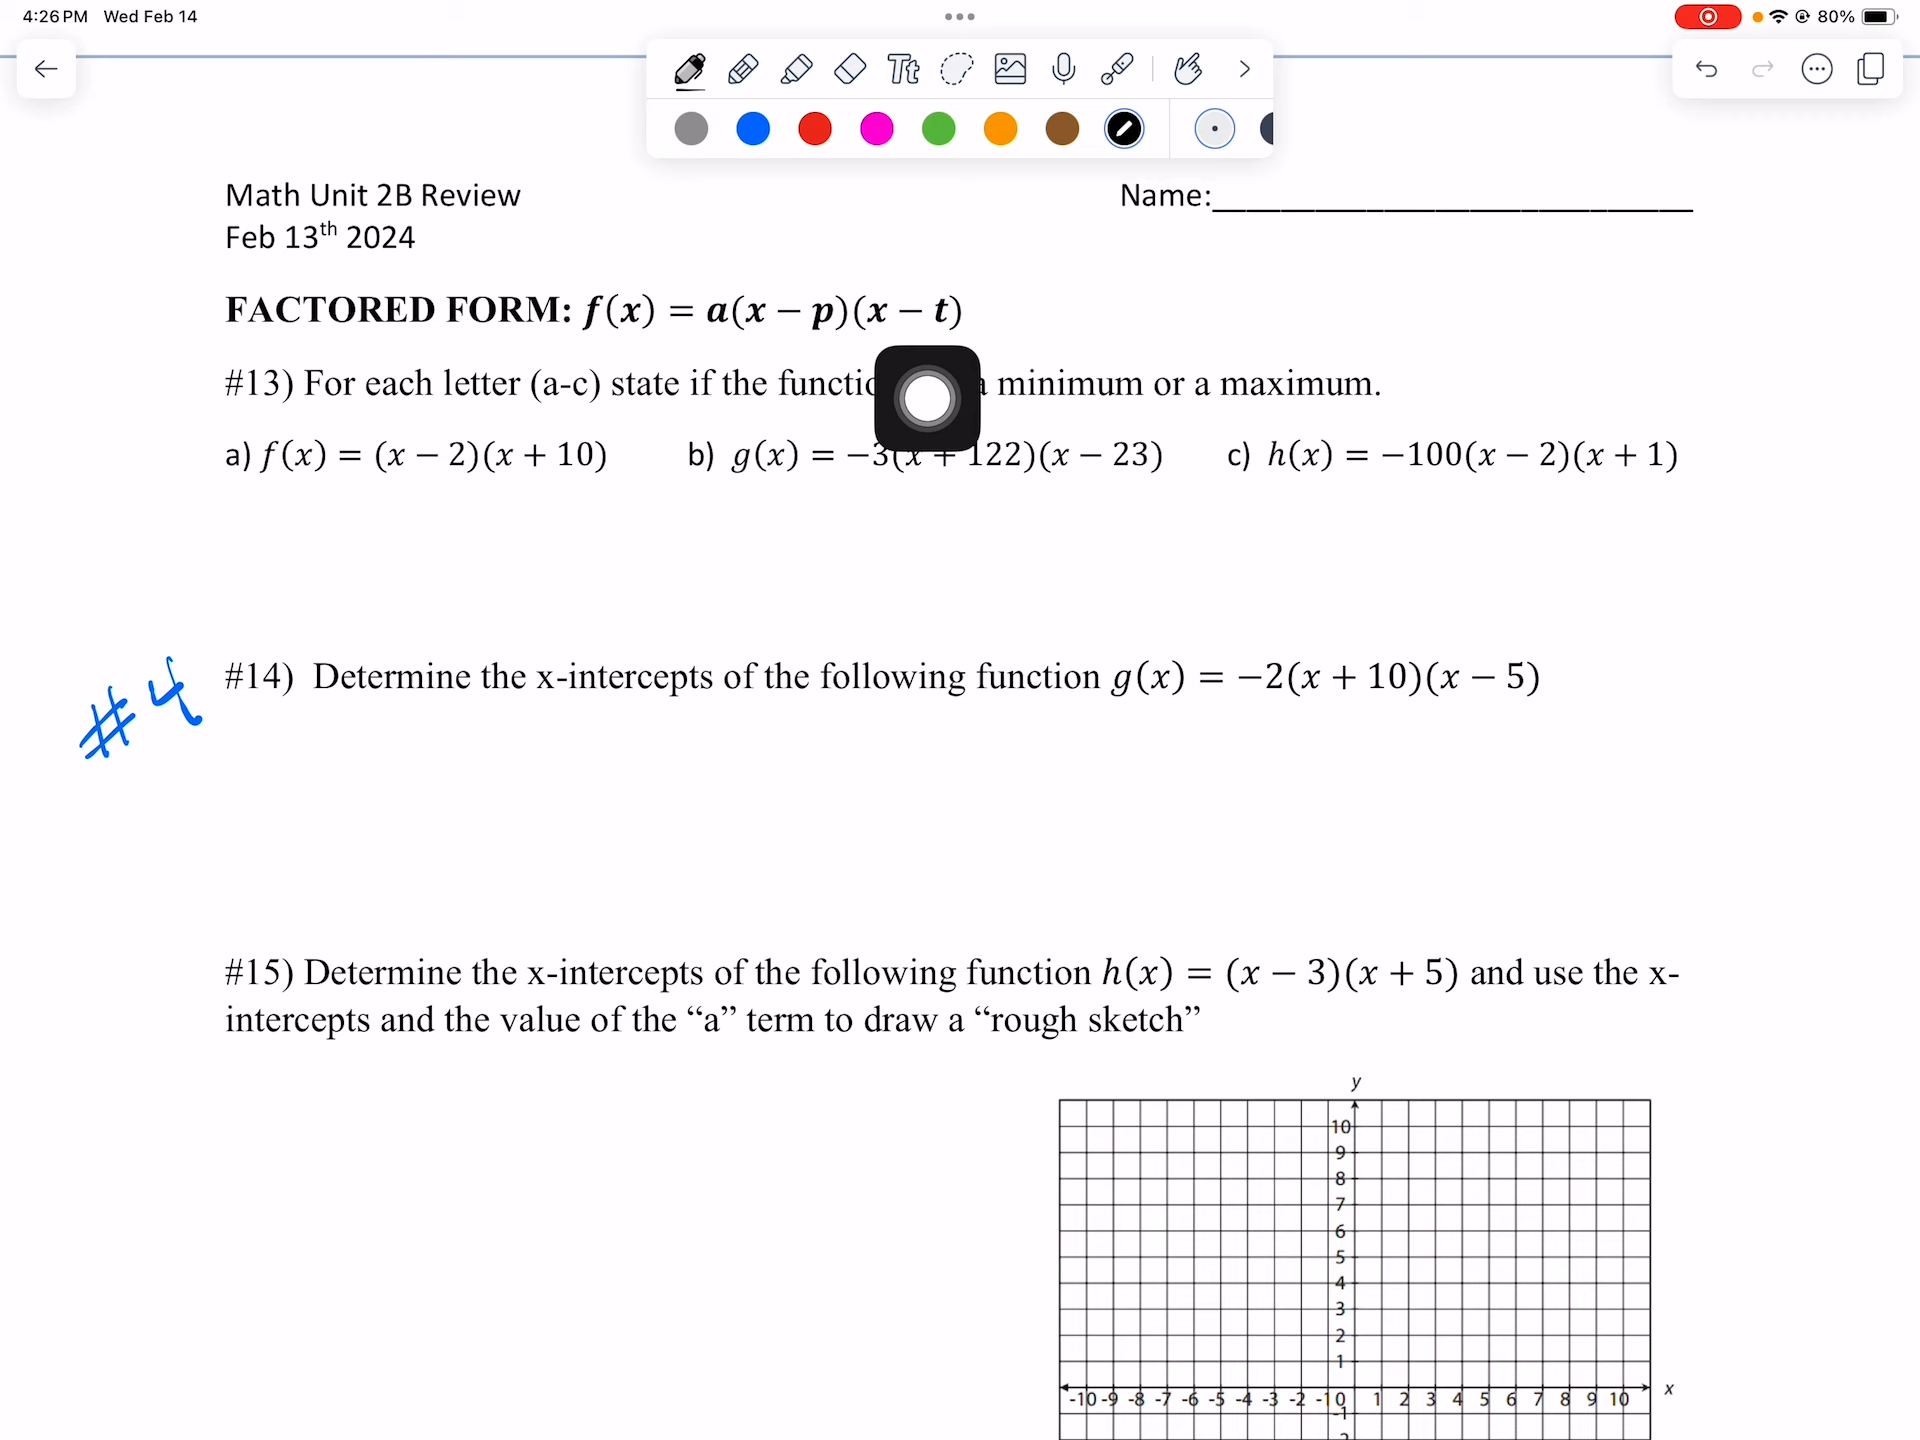 4:26 PM Wed Feb 14
80%
Tt
Math Unit 2B Review
Name:
Feb 13th 2024
FACTORED FORM: f(x) = a(x − p)(x − t)
#13) For each letter (a-c) state if the minimum or a maximum.
a) f(x) = (x − 2)(x + 10) b) g(x) = −3(x + 122)(x − 23) c) h(x) = −100(x − 2)(x + 1)
#4
#14) Determine the x-intercepts of the following function g(x) = −2(x + 10)(x − 5)
#15) Determine the x-intercepts of the following function h(x) = (x − 3)(x + 5) and use the x-
intercepts and the value of the “a” term to draw a “rough sketch”
y
10
9
8
7
6
5
4
3
2
1
-10 -9 -8 -7 -6 -5 -4 -3 -2 -1 0 1 2 3 4 5 6 7 8 9 10 x
-1